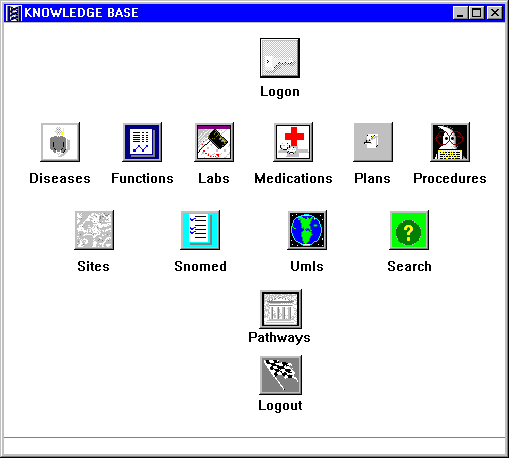 KNOWLEDGE BASE
Logon
Diseases Functions Labs Medications Plans Procedures
Sites Snomed Umls Search
?
Pathways
Logout